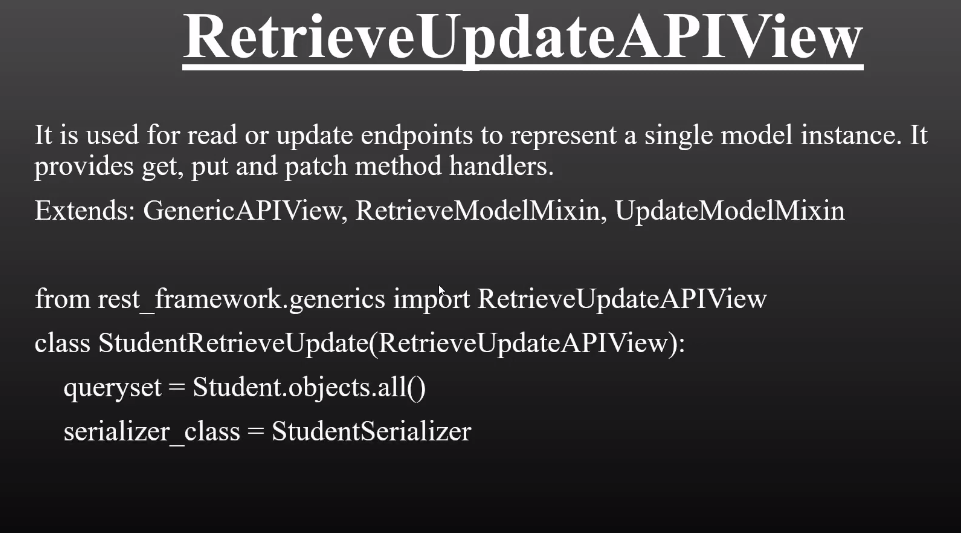 RetrieveUpdateAPIView
It is used for read or update endpoints to represent a single model instance. It
provides get, put and patch method handlers.
Extends: GenericAPIView, RetrieveModelMixin, UpdateModelMixin
from rest_framework.generics import RetrieveUpdateAPIView
class StudentRetrieveUpdate(RetrieveUpdateAPIView):
queryset = Student.objects.all()
serializer_class = StudentSerializer